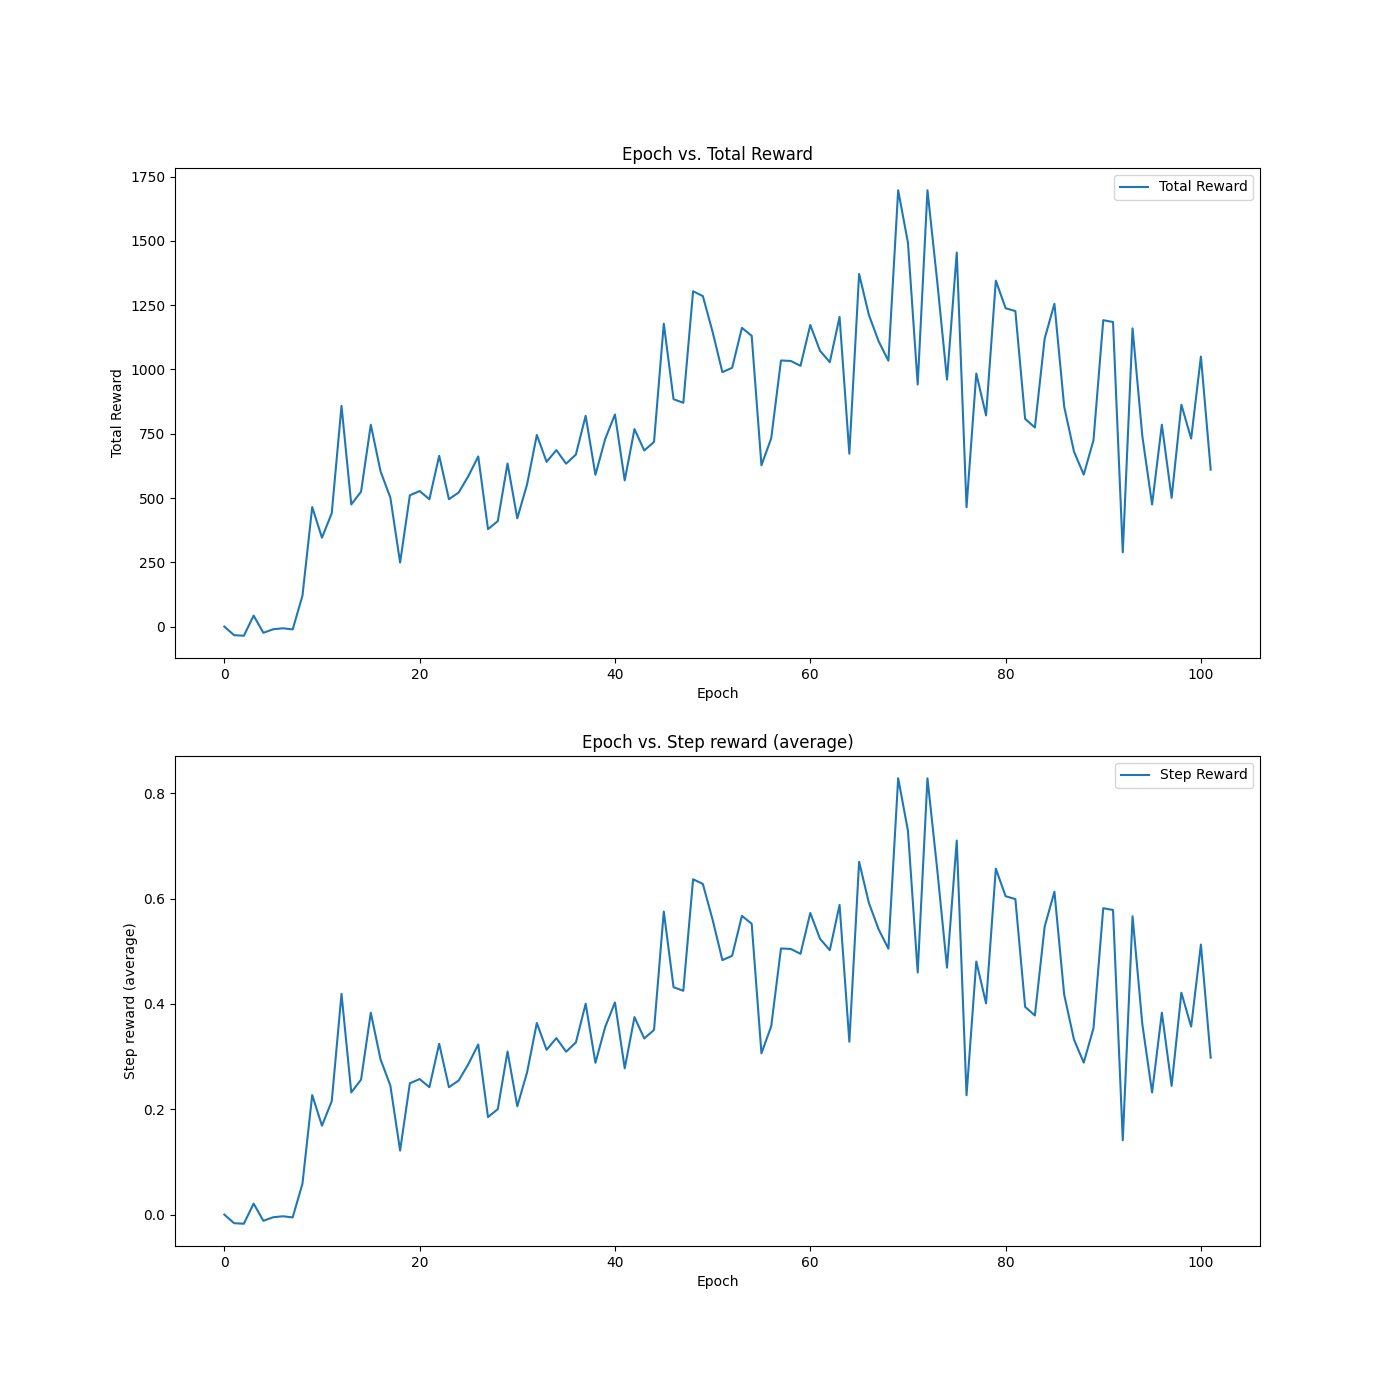 Epoch vs. Total Reward
Total Reward
1750
1500
1250
1000
750
500
250
0
Total Reward
0 20 40 60 80 100
Epoch
Epoch vs. Step reward (average)
Step Reward
0.8
0.6
0.4
0.2
0.0
Step reward (average)
0 20 40 60 80 100
Epoch